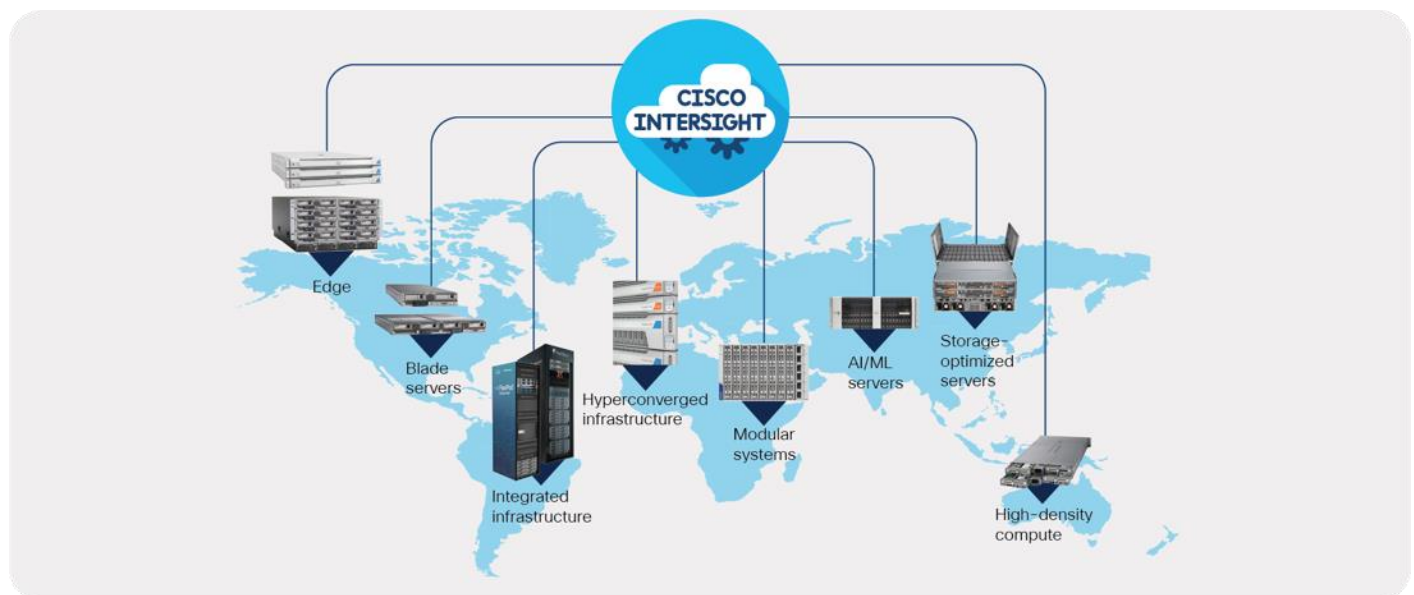 CISCO
INTERSIGHT
Edge
Blade
servers
Integrated
infrastructure
Hyperconverged
infrastructure
Modular
systems
AI/ML
servers
Storage-
optimized
servers
High-density
compute